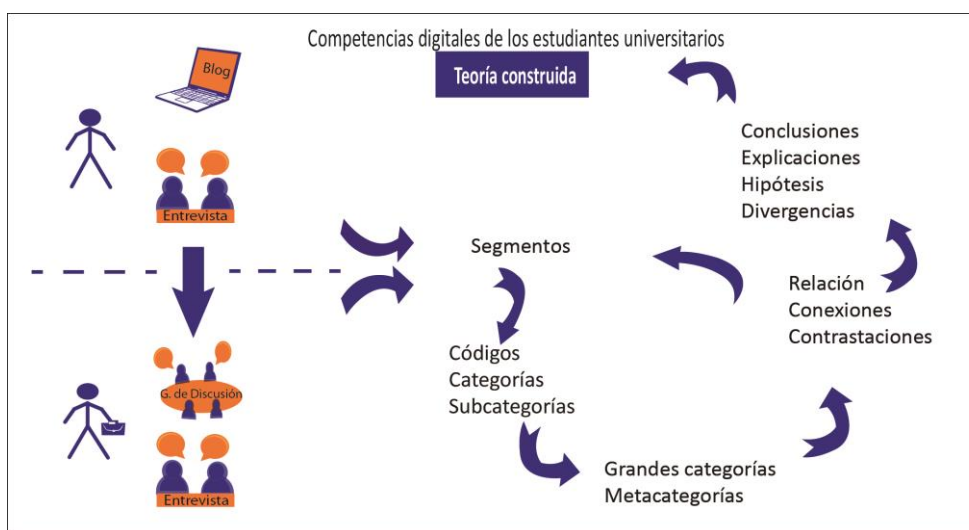 Competencias digitales de los estudiantes universitarios
Teoría construida
Blog
Entrevista
G. de Discusión
Entrevista
Segmentos
Códigos
Categorías
Subcategorías
Grandes categorías
Metacategorías
Relación
Conexiones
Contrastaciones
Conclusiones
Explicaciones
Hipótesis
Divergencias